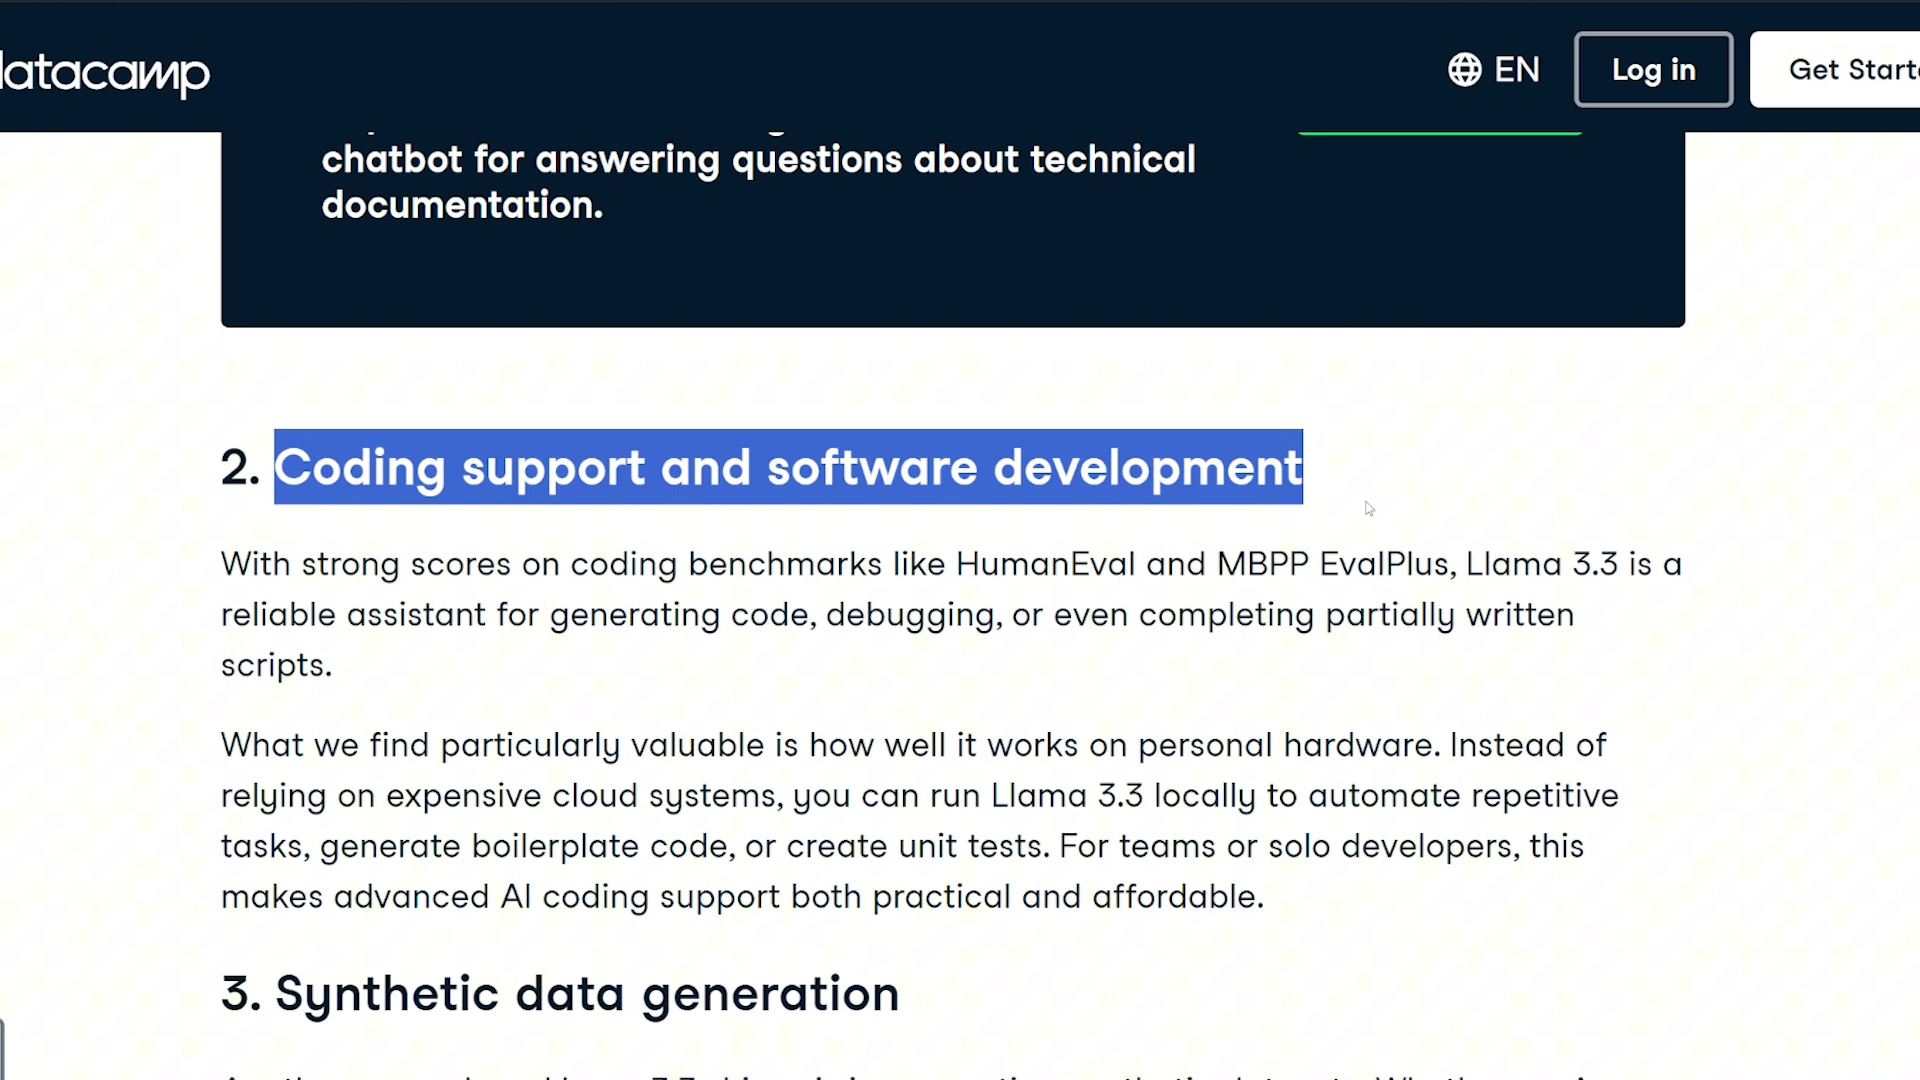 datacamp
EN
Log in
Get Start
chatbot for answering questions about technical
documentation.
2. Coding support and software development
With strong scores on coding benchmarks like HumanEval and MBPP EvalPlus, Llama 3.3 is a
reliable assistant for generating code, debugging, or even completing partially written
scripts.
What we find particularly valuable is how well it works on personal hardware. Instead of
relying on expensive cloud systems, you can run Llama 3.3 locally to automate repetitive
tasks, generate boilerplate code, or create unit tests. For teams or solo developers, this
makes advanced AI coding support both practical and affordable.
3. Synthetic data generation